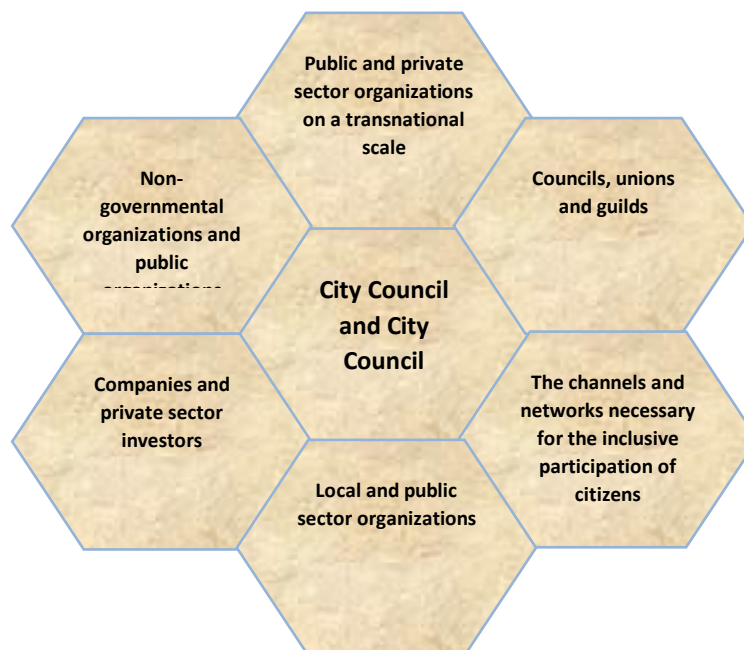 Public and private
sector organizations
on a transnational
scale
Non-
governmental
organizations and
public
Councils, unions
and guilds
City Council
and City
Council
Companies and
private sector
investors
The channels and
networks necessary
for the inclusive
participation of
citizens
Local and public
sector organizations